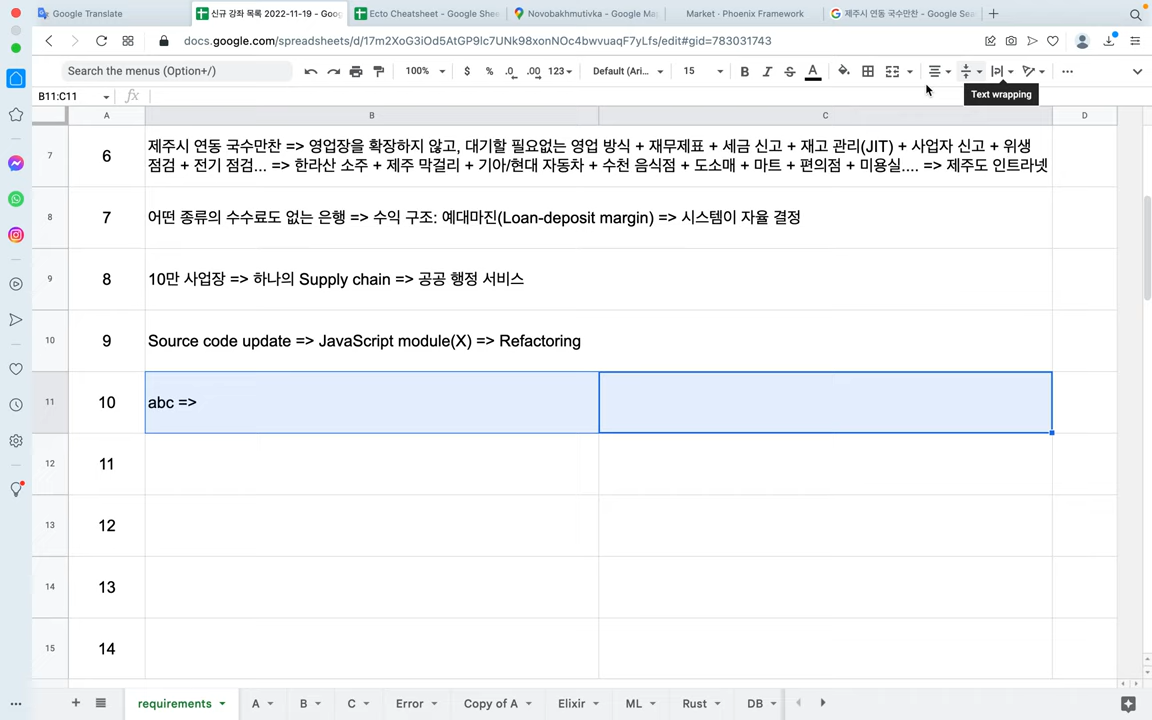 Google Translate
신규 강좌 목록 2022-11-19 - Goo
Ecto Cheatsheet - Google Shee
Novobakhmutivka - Google Ma
Market · Phoenix Framework
제주시 연동 국수만찬 - Google Sea
docs.google.com/spreadsheets/d/17m2XoG3iOd5AtGP9lc7UNk98xonNOc4bwvuaqF7yLfs/edit#gid=783031743
Search the menus (Option+/)
100%
$
%
.0
.00
123
Default (Ari...
15
B
I
S
A
Text wrapping
B11:C11
fx
A
B
C
D
7
6
제주시 연동 국수만찬 => 영업장을 확장하지 않고, 대기할 필요없는 영업 방식 + 재무제표 + 세금 신고 + 재고 관리(JIT) + 사업자 신고 + 위생
점검 + 전기 점검... => 한라산 소주 + 제주 막걸리 + 기아/현대 자동차 + 수천 음식점 + 도소매 + 마트 + 편의점 + 미용실.... => 제주도 인트라넷
8
7
어떤 종류의 수수료도 없는 은행 => 수익 구조: 예대마진(Loan-deposit margin) => 시스템이 자율 결정
9
8
10만 사업장 => 하나의 Supply chain => 공공 행정 서비스
10
9
Source code update => JavaScript module(X) => Refactoring
11
10
abc =>
12
11
13
12
14
13
15
14
requirements
A
B
C
Error
Copy of A
Elixir
ML
Rust
DB